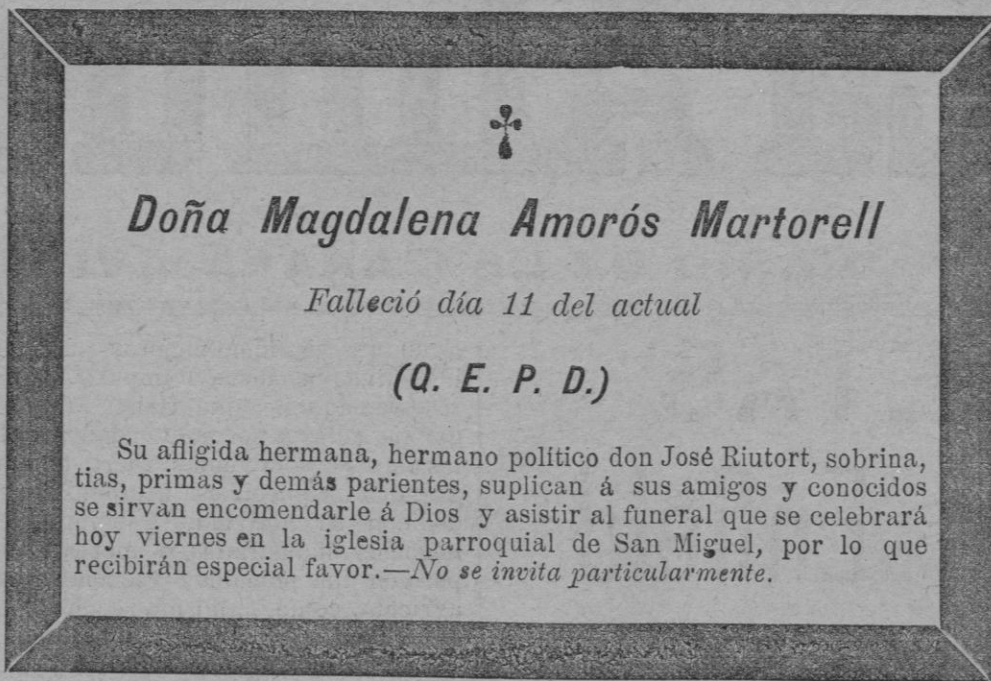 Doña Magdalena Amorós Martorell
Falleció día 11 del actual
(Q. E. P. D.)
Su afligida hermana, hermano político don José Riutort, sobrina,
tias, primas y demás parientes, suplican á sus amigos y conocidos
se sirvan encomendarle á Dios y asistir al funeral que se celebrará
hoy viernes en la iglesia parroquial de San Miguel, por lo que
recibirán especial favor.—No se invita particularmente.